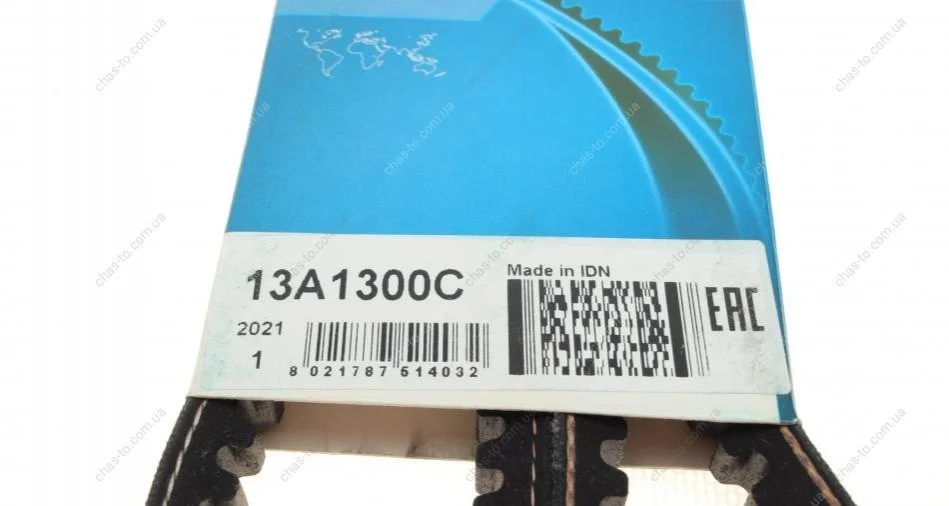 13A1300C
Made in IDN
2021
1
8 021787 514032
EAC
chas-to.com.ua